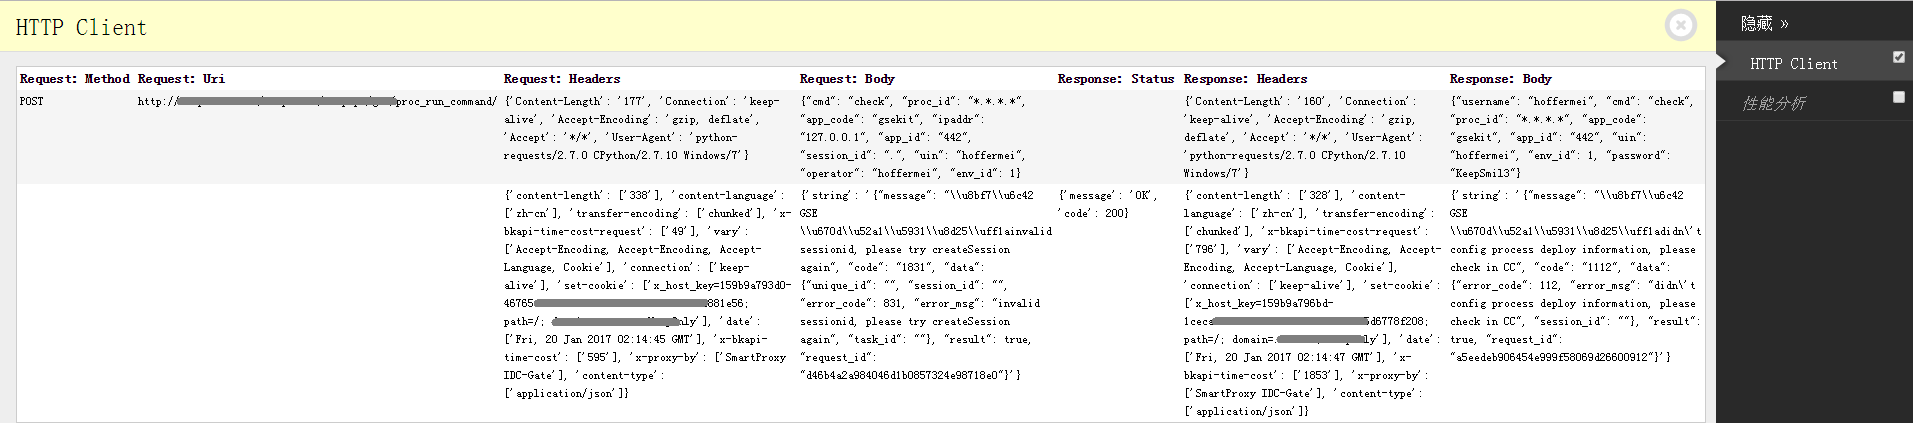 HTTP Client
Request: Method Request: Uri Request: Headers Request: Body Response: Status Response: Headers Response: Body
POST
http:// proc_run_command/
{'Content-Length': '177', 'Connection': 'keep-
alive', 'Accept-Encoding': 'gzip, deflate',
'Accept': '*/*', 'User-Agent': 'python-
requests/2.7.0 CPython/2.7.10 Windows/7'}
{"cmd": "check", "proc_id": "*.*.*.*",
"app_code": "gsekit", "ipaddr":
"127.0.0.1", "app_id": "442",
"session_id": ".", "uin": "hoffermei",
"operator": "hoffermei", "env_id": 1}
{'Content-Length': '160', 'Connection':
'keep-alive', 'Accept-Encoding': 'gzip,
deflate', 'Accept': '*/*', 'User-Agent':
'python-requests/2.7.0 CPython/2.7.10
Windows/7'}
{"username": "hoffermei", "cmd": "check",
"proc_id": "*.*.*.*", "app_code":
"gsekit", "app_id": "442", "uin":
"hoffermei", "env_id": 1, "password":
"KeepSmil3"}
{'content-length': ['338'], 'content-language':
['zh-cn'], 'transfer-encoding': ['chunked'], 'x-
bkapi-time-cost-request': ['49'], 'vary':
['Accept-Encoding, Accept-Encoding, Accept-
Language, Cookie'], 'connection': ['keep-
alive'], 'set-cookie': ['x_host_key=159b9a793d0-
46765 881e56;
path=/; only'], 'date':
['Fri, 20 Jan 2017 02:14:45 GMT'], 'x-bkapi-
time-cost': ['595'], 'x-proxy-by': ['SmartProxy
IDC-Gate'], 'content-type':
['application/json']}
{'string': '{"message": "\\u8bf7\\u6c42
GSE
\\u670d\\u52a1\\u5931\\u8d25\\uff1ainvalid
sessionid, please try createSession
again", "code": "1831", "data":
{"unique_id": "", "session_id": "",
"error_code": 831, "error_msg": "invalid
sessionid, please try createSession
again", "task_id": ""}, "result": true,
"request_id":
"d46b4a2a984046d1b0857324e98718e0"}'}
{'message': 'OK',
'code': 200}
{'content-length': ['328'], 'content-
language': ['zh-cn'], 'transfer-encoding':
['chunked'], 'x-bkapi-time-cost-request':
['796'], 'vary': ['Accept-Encoding, Accept-
Encoding, Accept-Language, Cookie'],
'connection': ['keep-alive'], 'set-cookie':
['x_host_key=159b9a796bd-
1cec 5d6778f208;
path=/; domain= ly'], 'date':
['Fri, 20 Jan 2017 02:14:47 GMT'], 'x-
bkapi-time-cost': ['1853'], 'x-proxy-by':
['SmartProxy IDC-Gate'], 'content-type':
['application/json']}
{'string': '{"message": "\\u8bf7\\u6c42
GSE
\\u670d\\u52a1\\u5931\\u8d25\\uff1adidn\'t
config process deploy information, please
check in CC", "code": "1112", "data":
{"error_code": 112, "error_msg": "didn\'t
config process deploy information, please
check in CC", "session_id": ""}, "result":
true, "request_id":
"a5eedeb906454e999f58069d26600912"}'}
隐藏 »
HTTP Client
性能分析